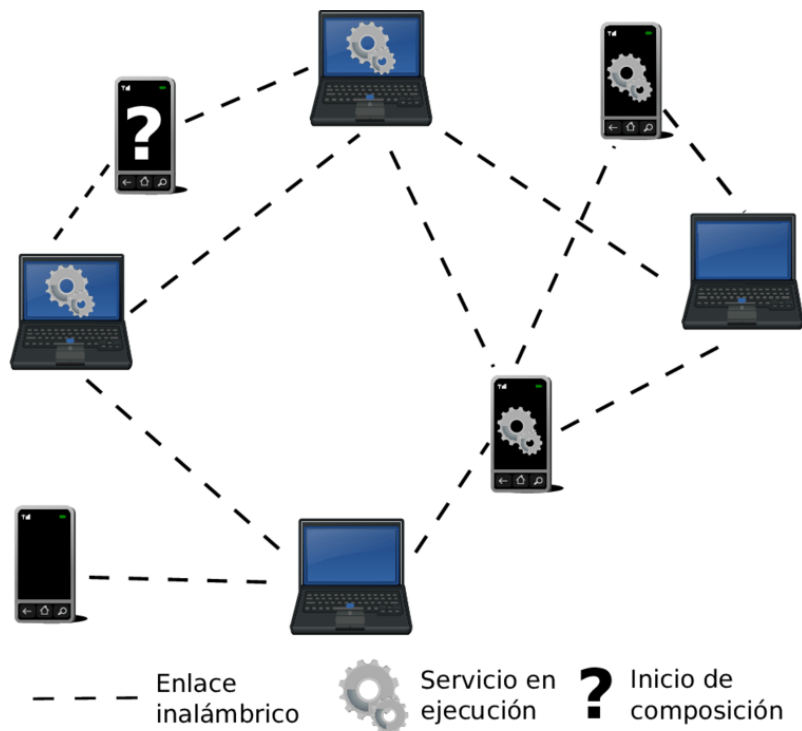 ?
Enlace
inalámbrico
Servicio en
ejecución
?
Inicio de
composición